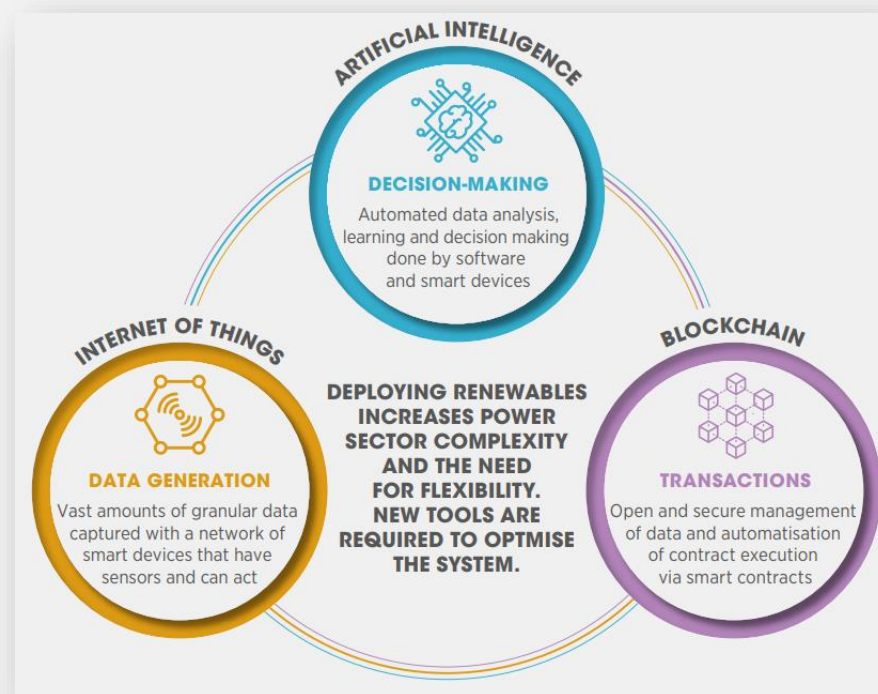 ARTIFICIAL INTELLIGENCE
DECISION-MAKING
Automated data analysis,
learning and decision making
done by software
and smart devices
INTERNET OF THINGS
DATA GENERATION
Vast amounts of granular data
captured with a network of
smart devices that have
sensors and can act
DEPLOYING RENEWABLES
INCREASES POWER
SECTOR COMPLEXITY
AND THE NEED
FOR FLEXIBILITY.
NEW TOOLS ARE
REQUIRED TO OPTMISE
THE SYSTEM.
BLOCKCHAIN
TRANSACTIONS
Open and secure management
of data and automatisation
of contract execution
via smart contracts